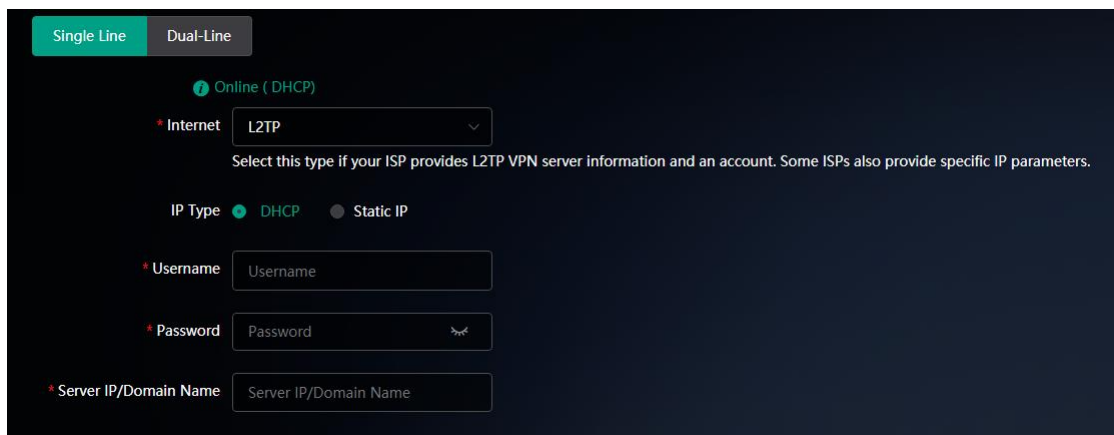 Single Line Dual-Line
Online ( DHCP)
* Internet L2TP
Select this type if your ISP provides L2TP VPN server information and an account. Some ISPs also provide specific IP parameters.
IP Type DHCP Static IP
* Username Username
* Password Password
* Server IP/Domain Name Server IP/Domain Name